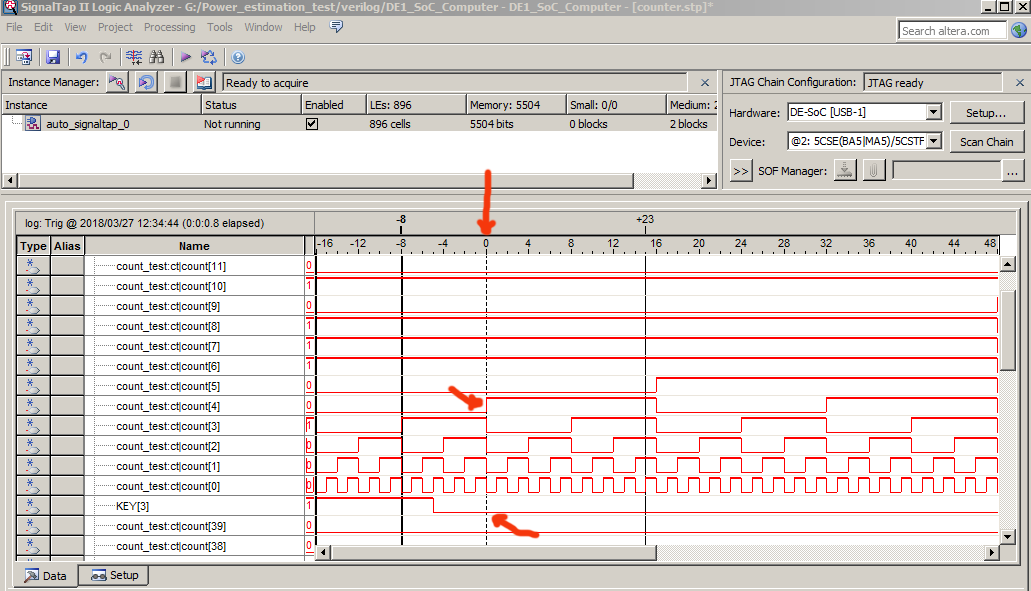 SignalTap II Logic Analyzer - G:/Power_estimation_test/verilog/DE1_SoC_Computer - DE1_SoC_Computer - [counter.stp]*
File Edit View Project Processing Tools Window Help
Search altera.com
Instance Manager: Ready to acquire
JTAG Chain Configuration: JTAG ready
Instance Status Enabled LEs: 896 Memory: 5504 Small: 0/0 Medium: 2
auto_signaltap_0 Not running 896 cells 5504 bits 0 blocks 2 blocks
Hardware: DE-SoC [USB-1] Setup...
Device: @2: 5CSE(BA5|MA5)/5CSTF Scan Chain
>> SOF Manager: ...
log: Trig @ 2018/03/27 12:34:44 (0:0:0.8 elapsed) -8 +23
Type Alias Name -16 -12 -8 -4 0 4 8 12 16 20 24 28 32 36 40 44 48
count_test:ct|count[11] 0
count_test:ct|count[10] 1
count_test:ct|count[9] 0
count_test:ct|count[8] 1
count_test:ct|count[7] 1
count_test:ct|count[6] 1
count_test:ct|count[5] 0
count_test:ct|count[4] 0
count_test:ct|count[3] 1
count_test:ct|count[2] 0
count_test:ct|count[1] 0
count_test:ct|count[0] 0
KEY[3] 1
count_test:ct|count[39] 0
count_test:ct|count[38] 0
Data Setup